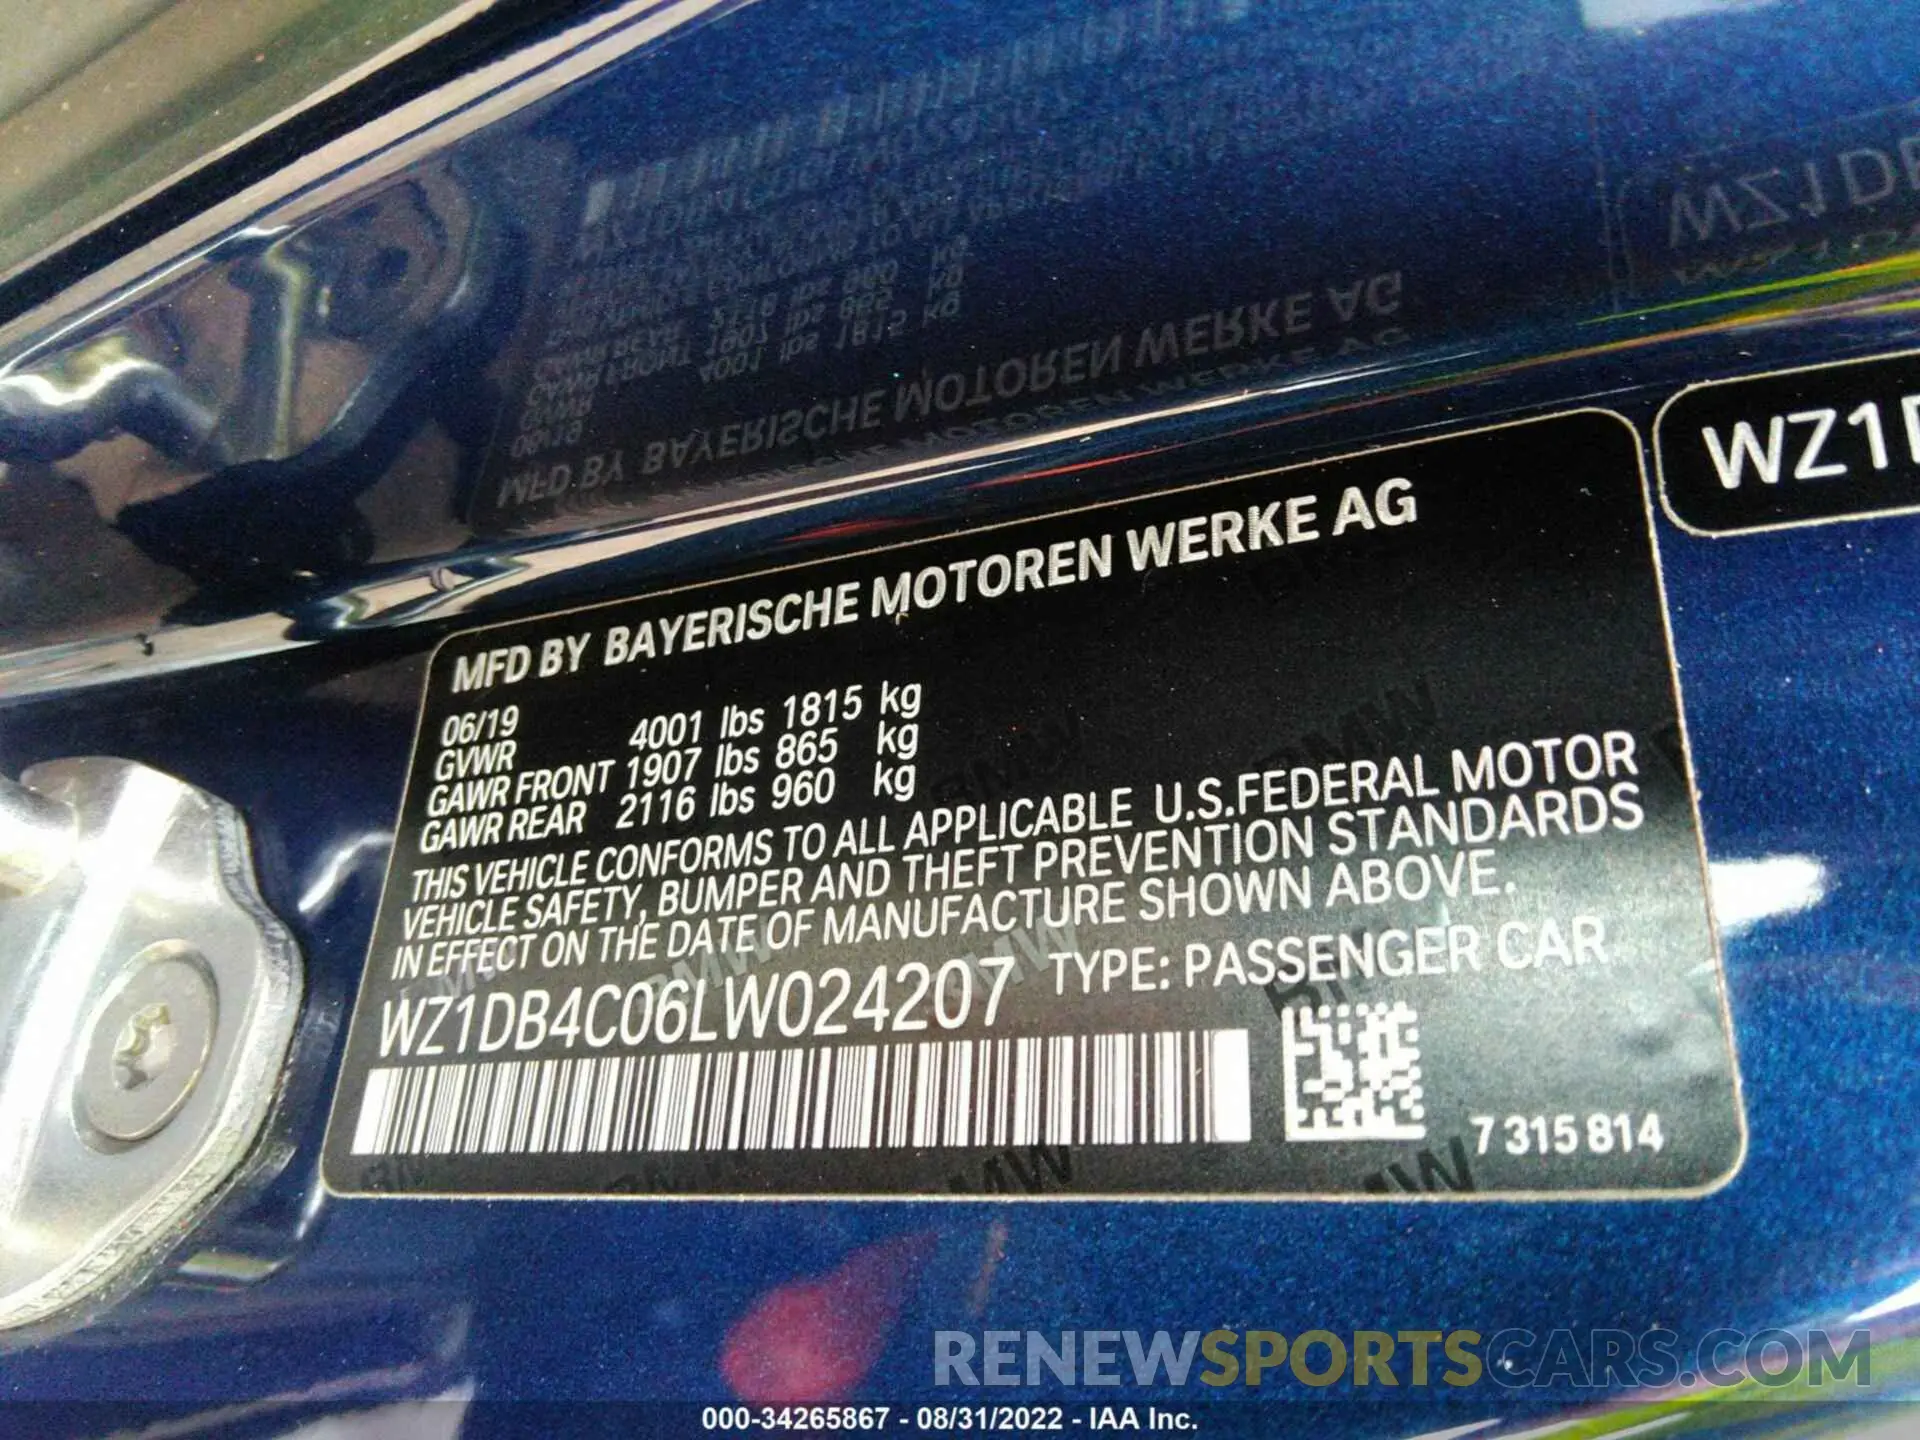 MFD BY BAYERISCHE MOTOREN WERKE AG
06/19
GVWR 4001 lbs 1815 kg
GAWR FRONT 1907 lbs 865 kg
GAWR REAR 2116 lbs 960 kg
THIS VEHICLE CONFORMS TO ALL APPLICABLE U.S.FEDERAL MOTOR
VEHICLE SAFETY, BUMPER AND THEFT PREVENTION STANDARDS
IN EFFECT ON THE DATE OF MANUFACTURE SHOWN ABOVE.
WZ1DB4C06LW024207 TYPE: PASSENGER CAR
7 315 814
WZ1D
RENEWSPORTSCARS.COM
000-34265867 - 08/31/2022 - IAA Inc.